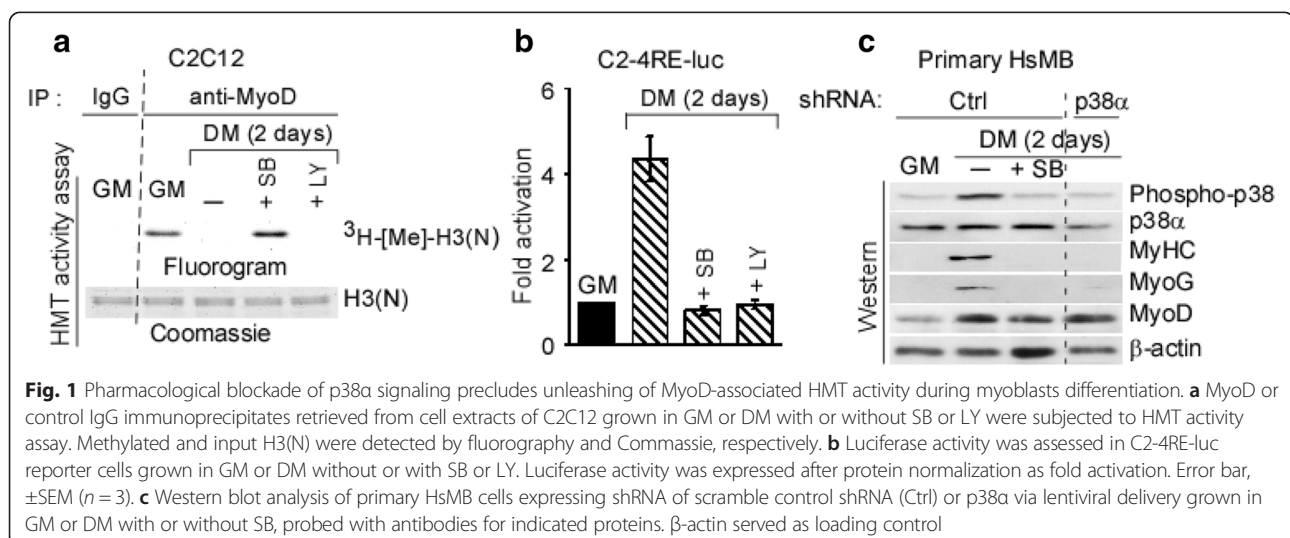 a
C2C12
IP : IgG anti-MyoD
DM (2 days)
GM GM — + SB + LY
HMT activity assay
³H-[Me]-H3(N)
Fluorogram
H3(N)
Coomassie
b
C2-4RE-luc
DM (2 days)
Fold activation
6
4
2
0
GM
+ SB
+ LY
c
Primary HsMB
shRNA: Ctrl p38α
DM (2 days)
GM — + SB
Western
Phospho-p38
p38α
MyHC
MyoG
MyoD
β-actin
Fig. 1 Pharmacological blockade of p38α signaling precludes unleashing of MyoD-associated HMT activity during myoblasts differentiation. a MyoD or
control IgG immunoprecipitates retrieved from cell extracts of C2C12 grown in GM or DM with or without SB or LY were subjected to HMT activity
assay. Methylated and input H3(N) were detected by fluorography and Commassie, respectively. b Luciferase activity was assessed in C2-4RE-luc
reporter cells grown in GM or DM without or with SB or LY. Luciferase activity was expressed after protein normalization as fold activation. Error bar,
±SEM (n = 3). c Western blot analysis of primary HsMB cells expressing shRNA of scramble control shRNA (Ctrl) or p38α via lentiviral delivery grown in
GM or DM with or without SB, probed with antibodies for indicated proteins. β-actin served as loading control